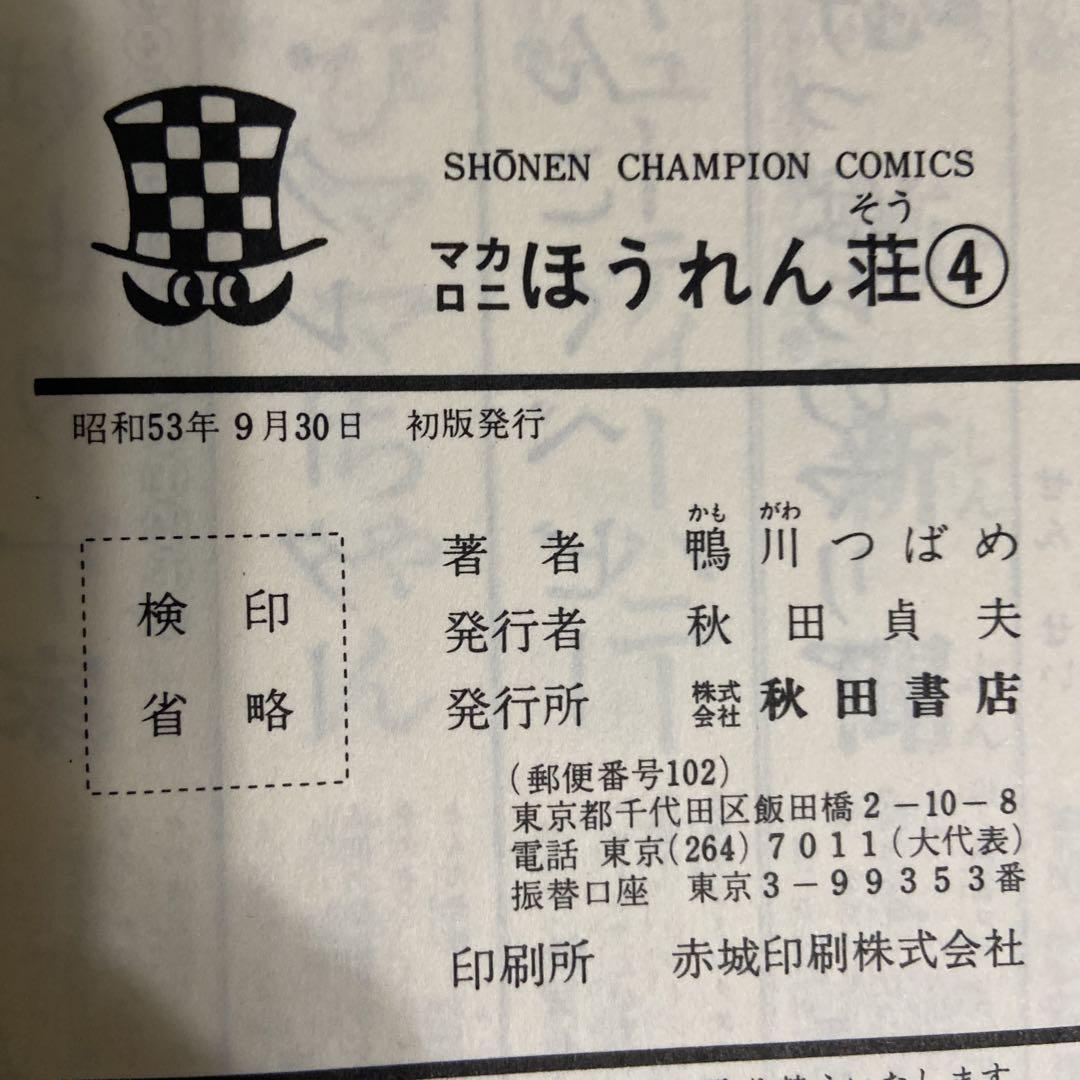 SHŌNEN CHAMPION COMICS
そう
マカロニほうれん荘④
昭和53年9月30日 初版発行
検印
省略
かも がわ
著者 鴨川つばめ
発行者 秋田貞夫
発行所 株式会社 秋田書店
(郵便番号102)
東京都千代田区飯田橋2-10-8
電話 東京(264)7011(大代表)
振替口座 東京3-99353番
印刷所 赤城印刷株式会社